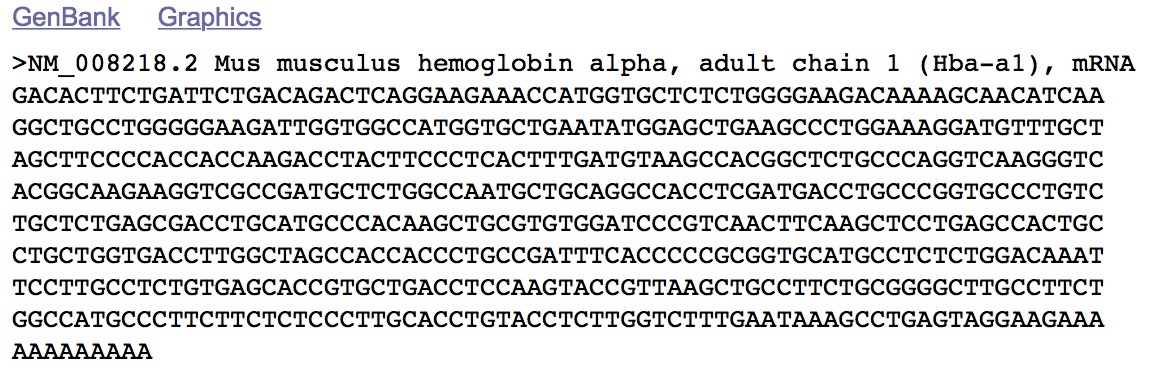 GenBank Graphics
>NM_008218.2 Mus musculus hemoglobin alpha, adult chain 1 (Hba-a1), mRNA
GACACTTCTGATTCTGACAGACTCAGGAAGAAACCATGGTGCTCTCTGGGGAAGACAAAAGCAACATCAA
GGCTGCCTGGGGGAAGATTGGTGGCCATGGTGCTGAATATGGAGCTGAAGCCCTGGAAAGGATGTTTGCT
AGCTTCCCCACCACCAAGACCTACTTCCCTCACTTTGATGTAAGCCACGGCTCTGCCCAGGTCAAGGGTC
ACGGCAAGAAGGTCGCCGATGCTCTGGCCAATGCTGCAGGCCACCTCGATGACCTGCCCGGTGCCCTGTC
TGCTCTGAGCGACCTGCATGCCCACAAGCTGCGTGTGGATCCCGTCAACTTCAAGCTCCTGAGCCACTGC
CTGCTGGTGACCTTGGCTAGCCACCACCCTGCCGATTTCACCCCCGCGGTGCATGCCTCTCTGGACAAAT
TCCTTGCCTCTGTGAGCACCGTGCTGACCTCCAAGTACCGTTAAGCTGCCTTCTGCGGGGCTTGCCTTCT
GGCCATGCCCTTCTTCTCTCCCTTGCACCTGTACCTCTTGGTCTTTGAATAAAGCCTGAGTAGGAAGAAA
AAAAAAAAAA